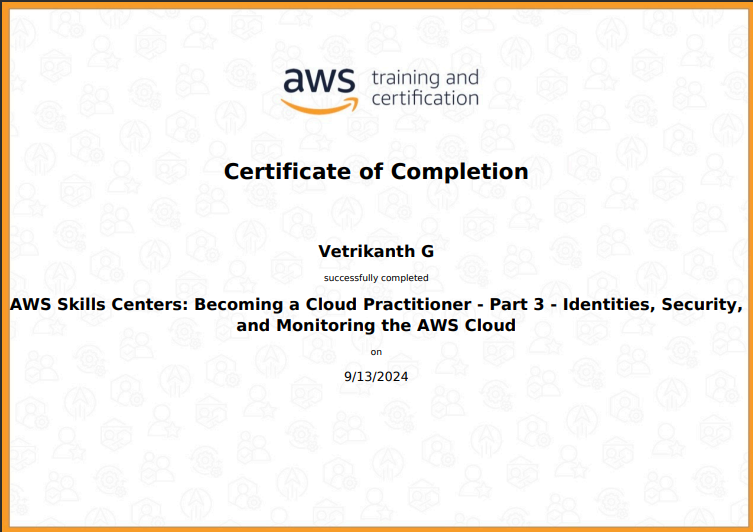 aws training and
certification
Certificate of Completion
Vetrikanth G
successfully completed
AWS Skills Centers: Becoming a Cloud Practitioner - Part 3 - Identities, Security,
and Monitoring the AWS Cloud
on
9/13/2024